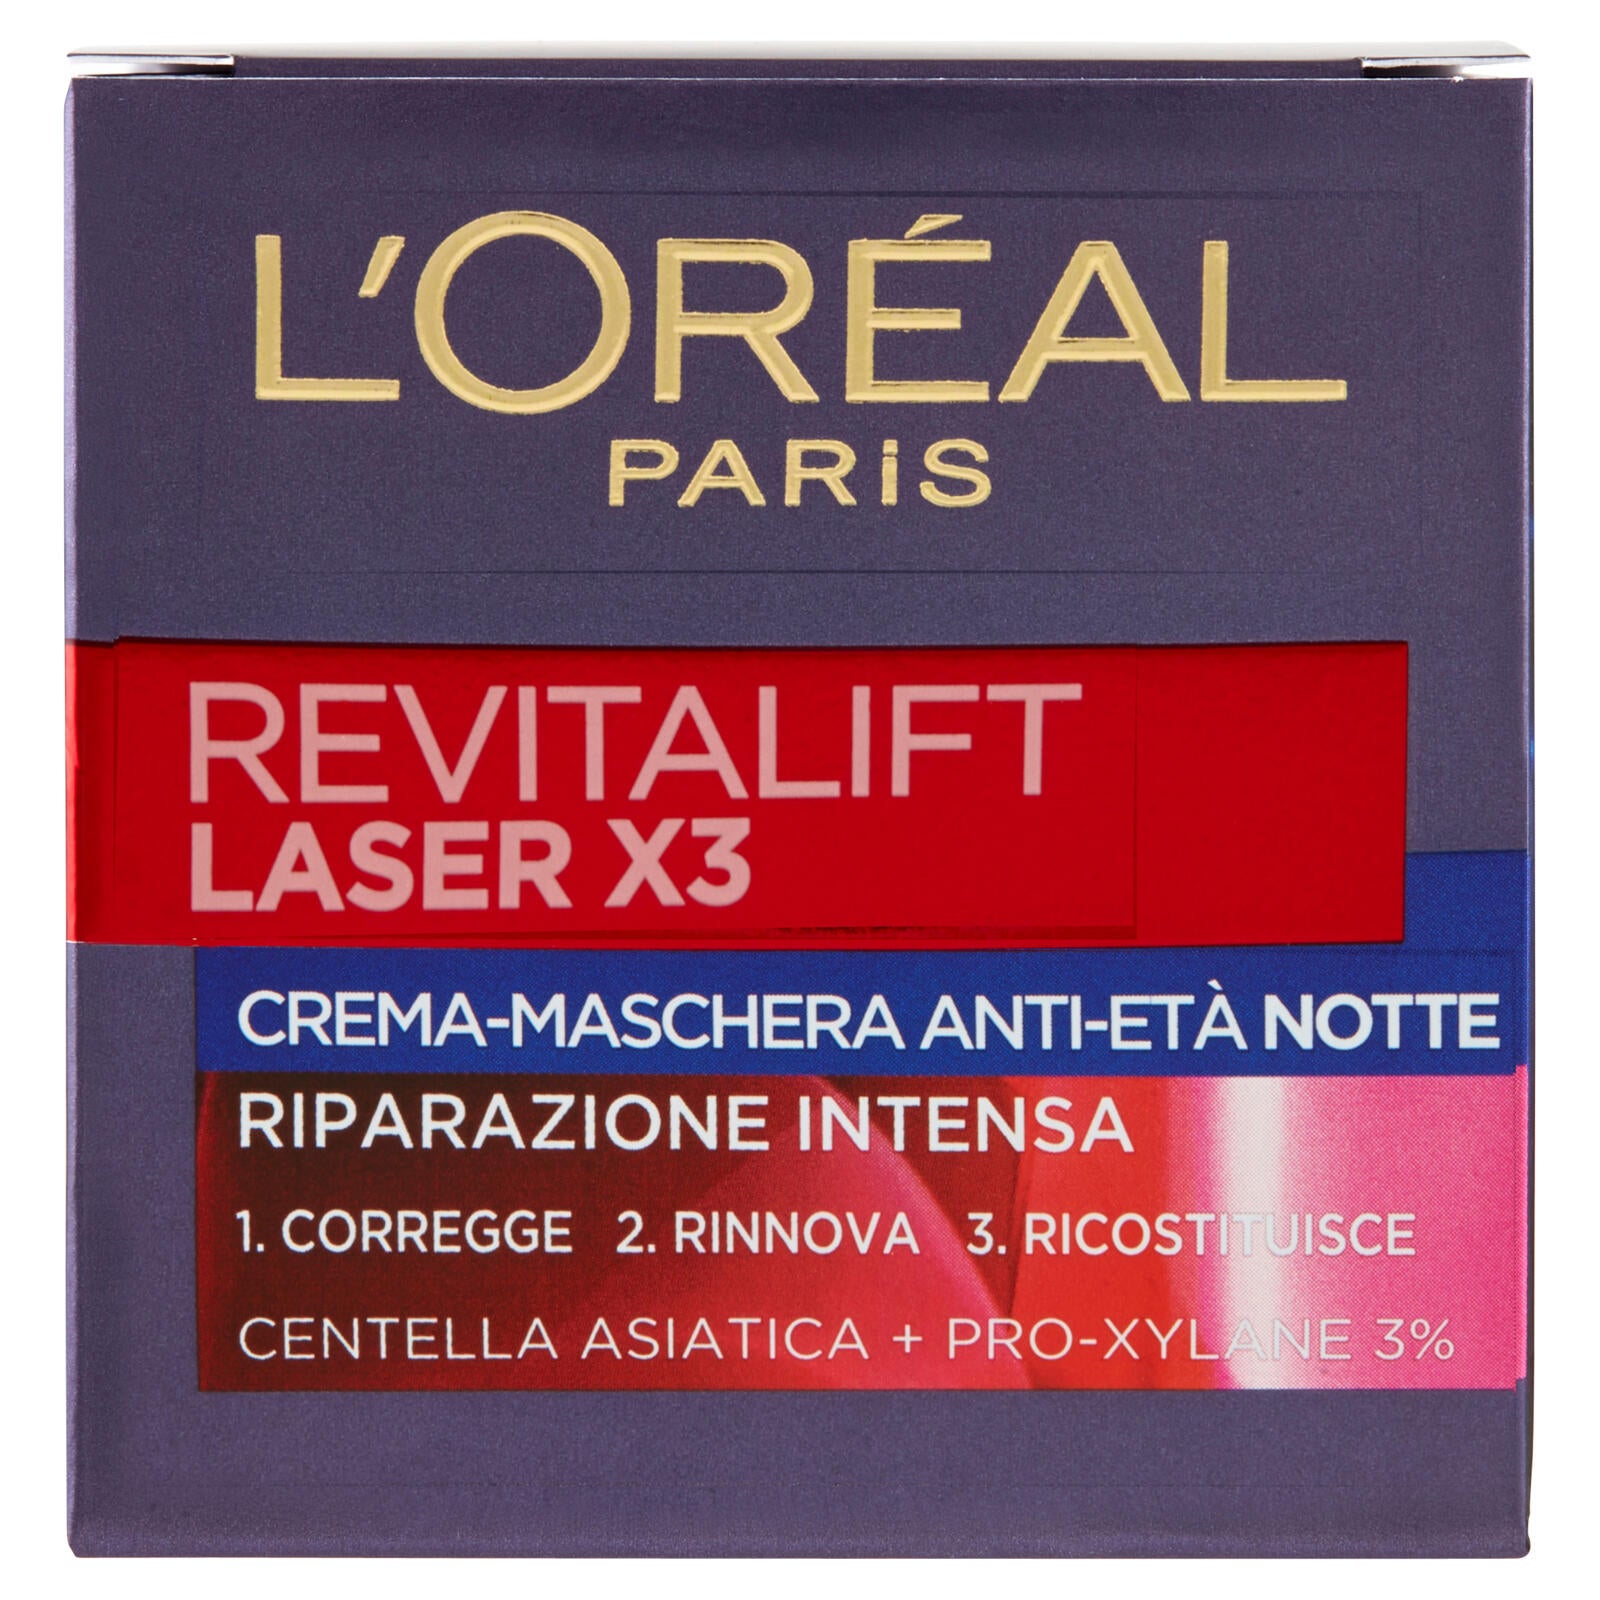 L'ORÉAL
PARiS
REVITALIFT
LASER X3
CREMA-MASCHERA ANTI-ETÀ NOTTE
RIPARAZIONE INTENSA
1. CORREGGE 2. RINNOVA 3. RICOSTITUISCE
CENTELLA ASIATICA + PRO-XYLANE 3%